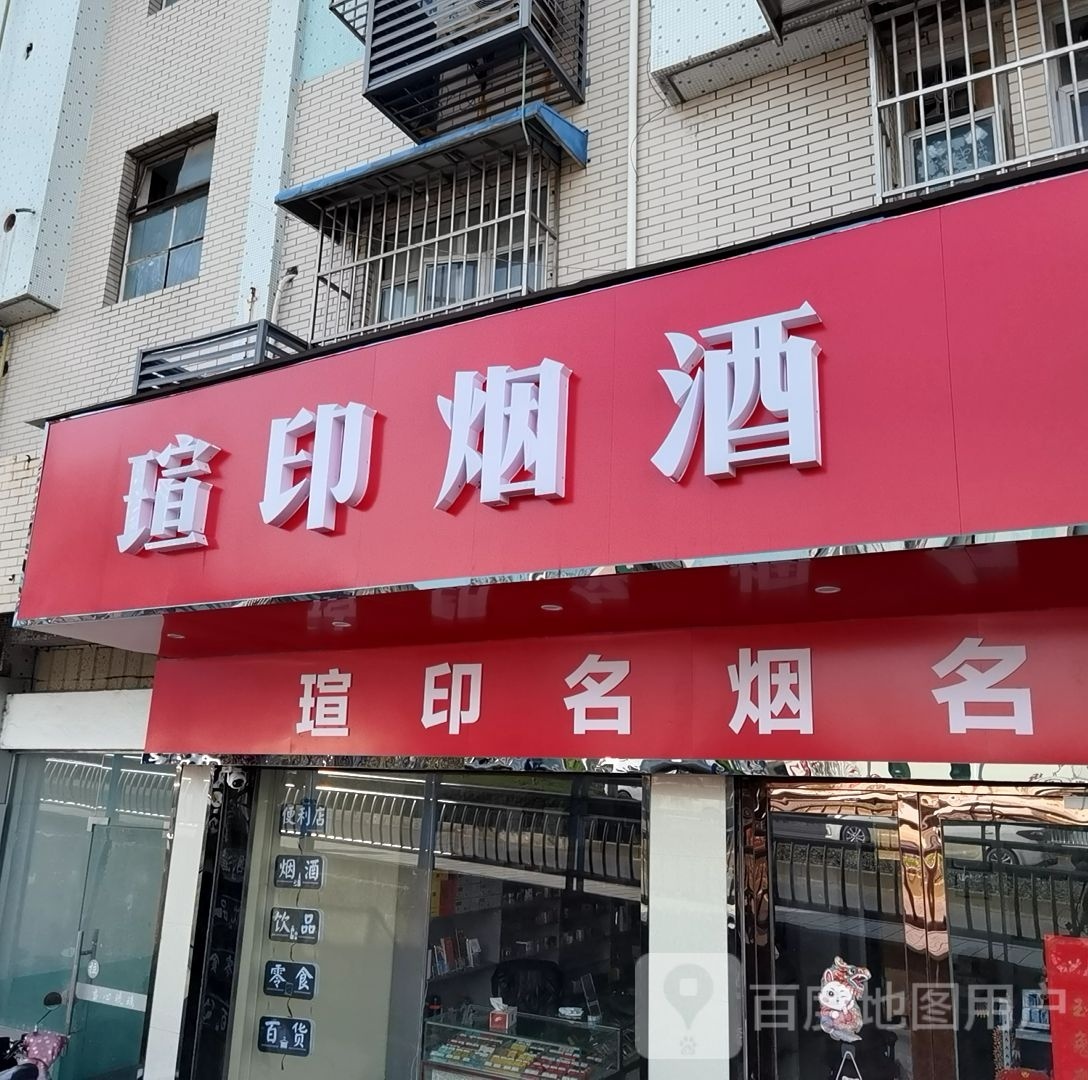 瑄印烟酒
瑄印名烟名
便利店
烟酒
饮品
零食
百货
百度地图用户